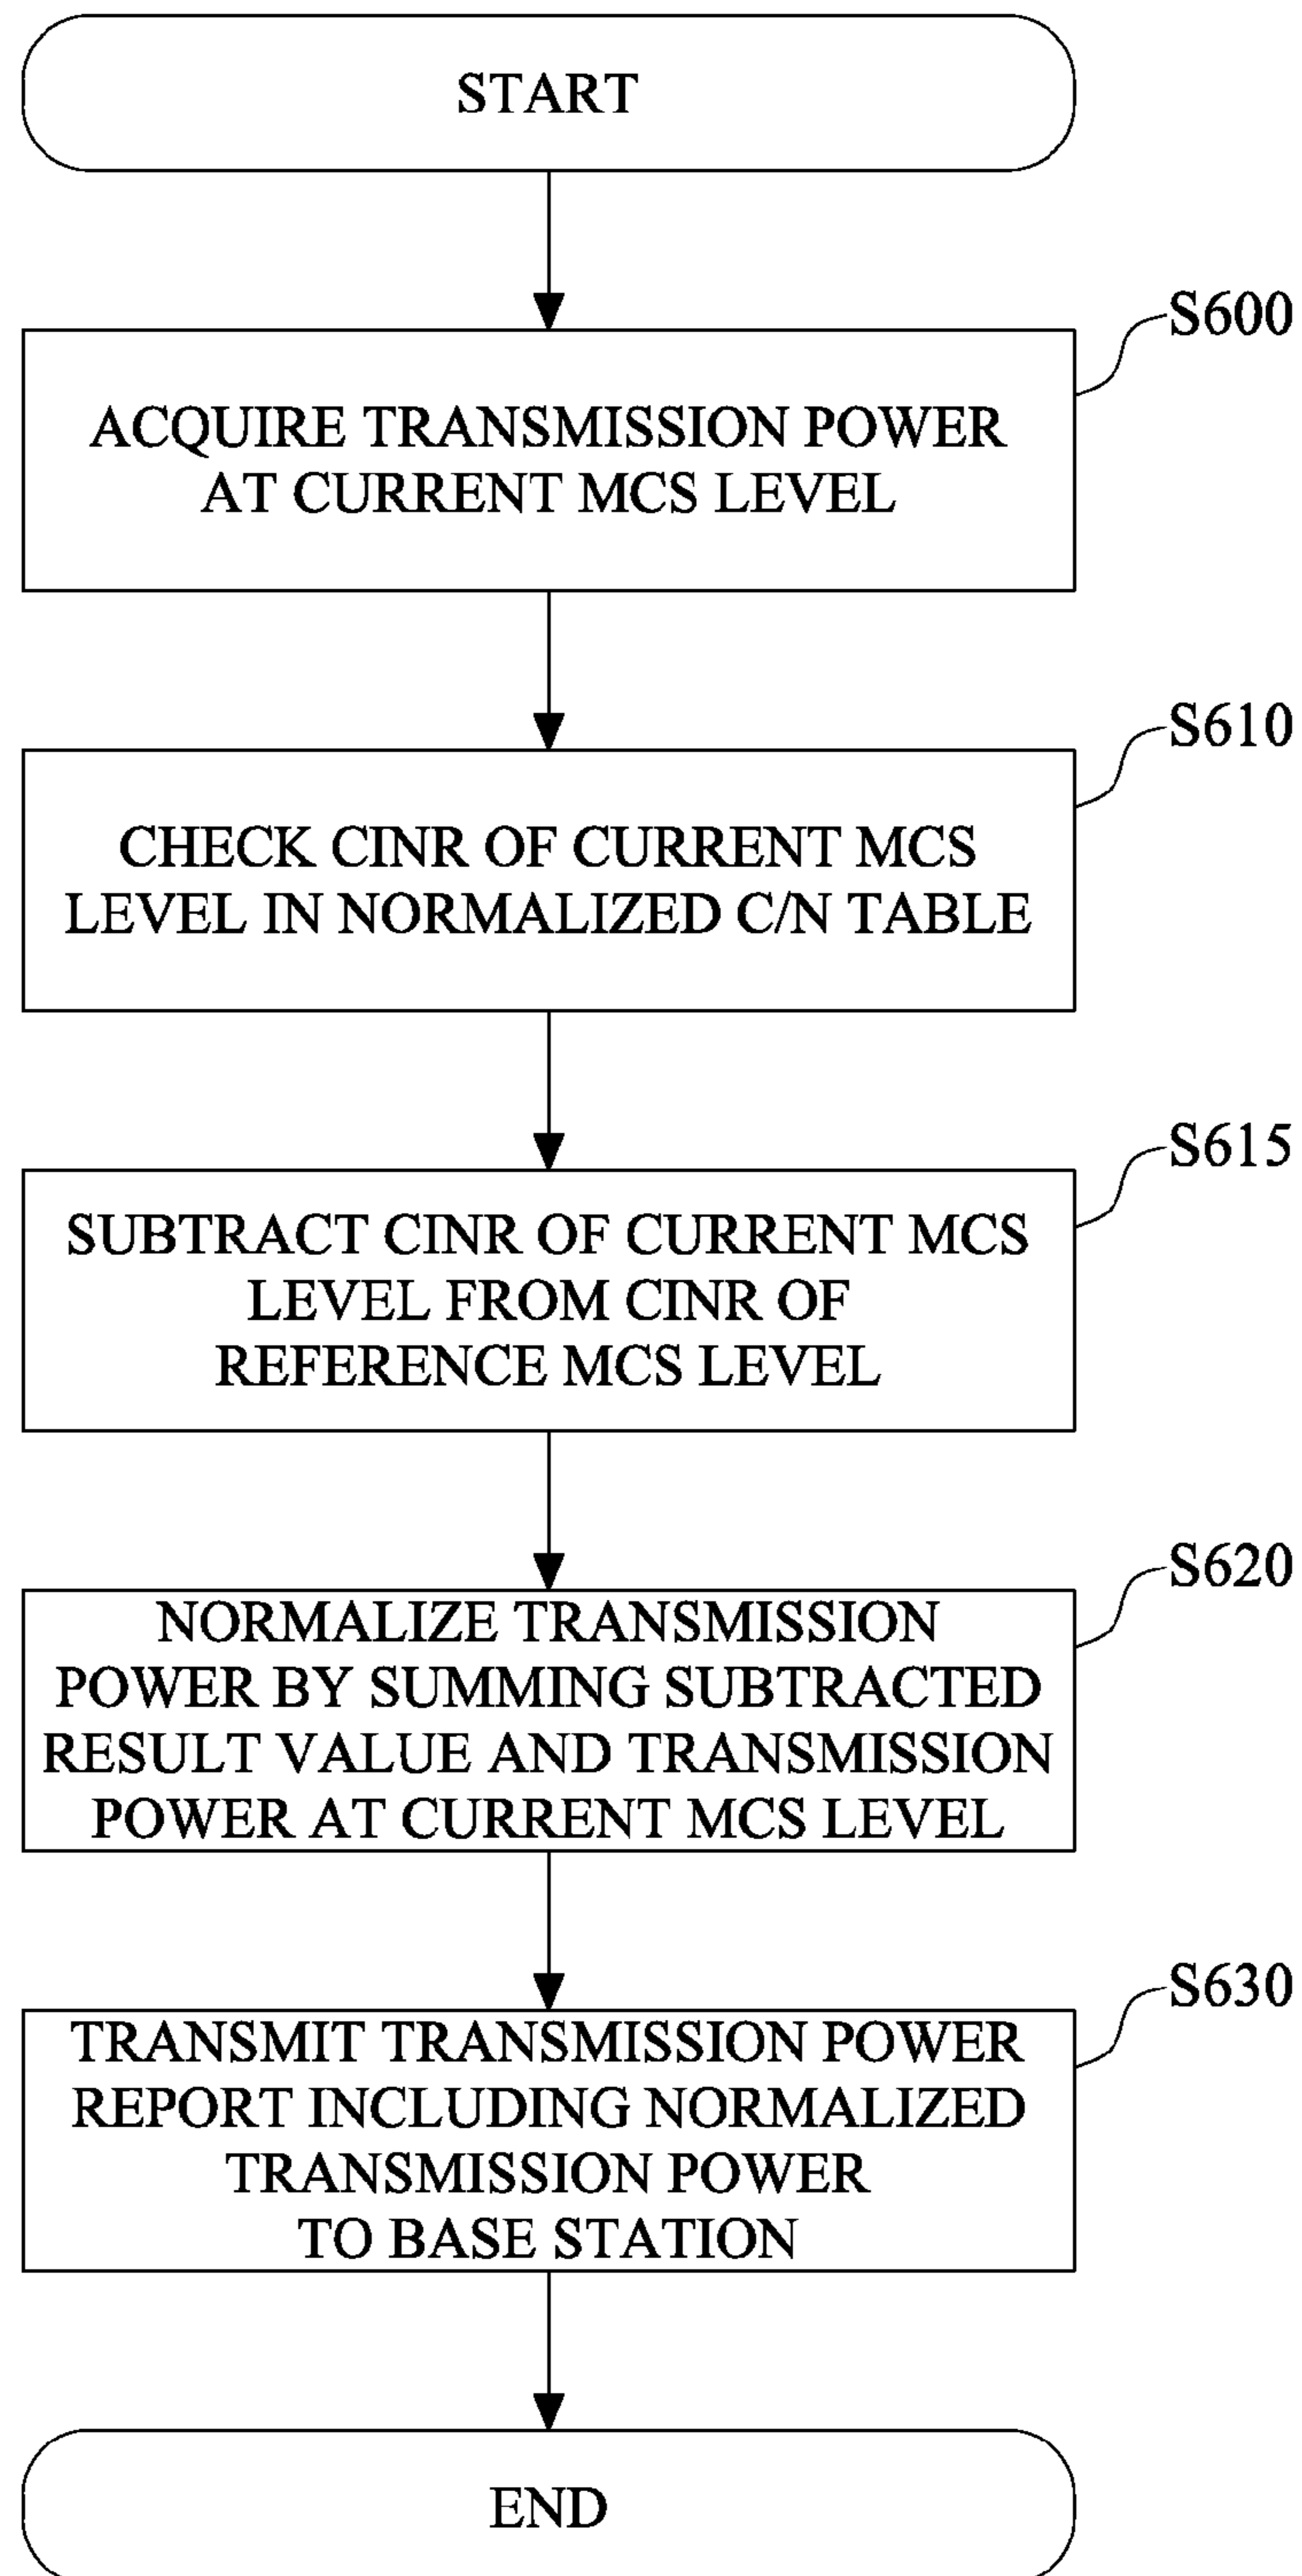 START
S600
ACQUIRE TRANSMISSION POWER
AT CURRENT MCS LEVEL
S610
CHECK CINR OF CURRENT MCS
LEVEL IN NORMALIZED C/N TABLE
S615
SUBTRACT CINR OF CURRENT MCS
LEVEL FROM CINR OF
REFERENCE MCS LEVEL
S620
NORMALIZE TRANSMISSION
POWER BY SUMMING SUBTRACTED
RESULT VALUE AND TRANSMISSION
POWER AT CURRENT MCS LEVEL
S630
TRANSMIT TRANSMISSION POWER
REPORT INCLUDING NORMALIZED
TRANSMISSION POWER
TO BASE STATION
END